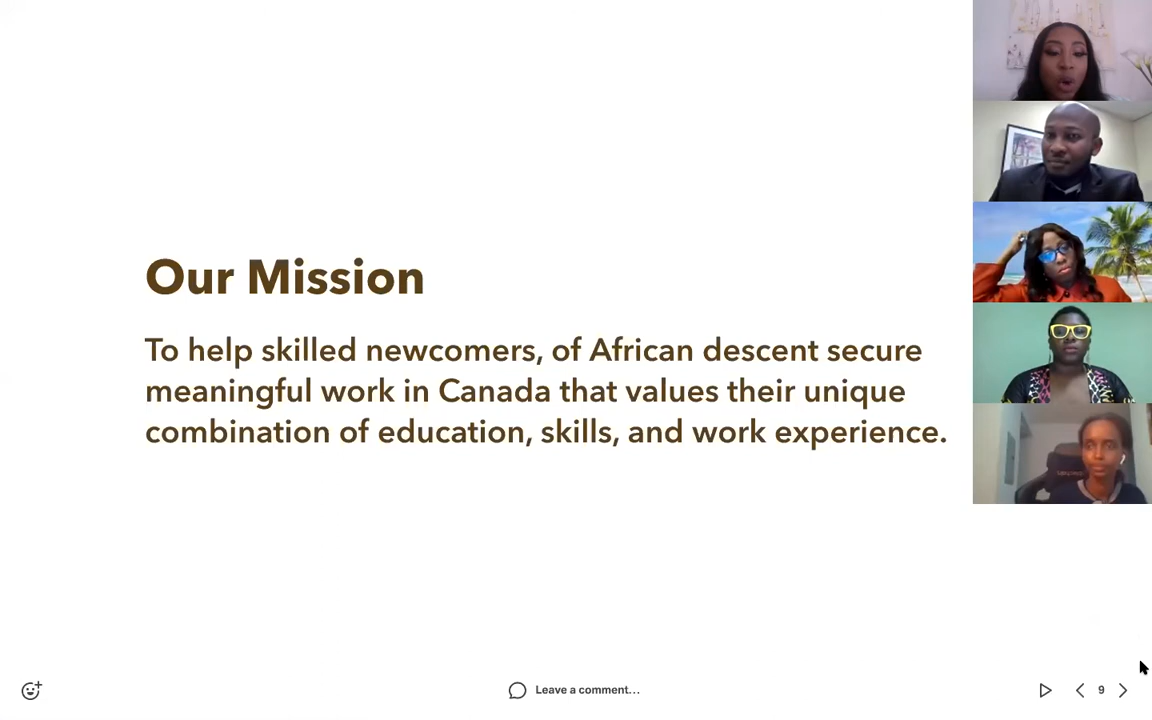 Our Mission
To help skilled newcomers, of African descent secure
meaningful work in Canada that values their unique
combination of education, skills, and work experience.
Leave a comment...
9